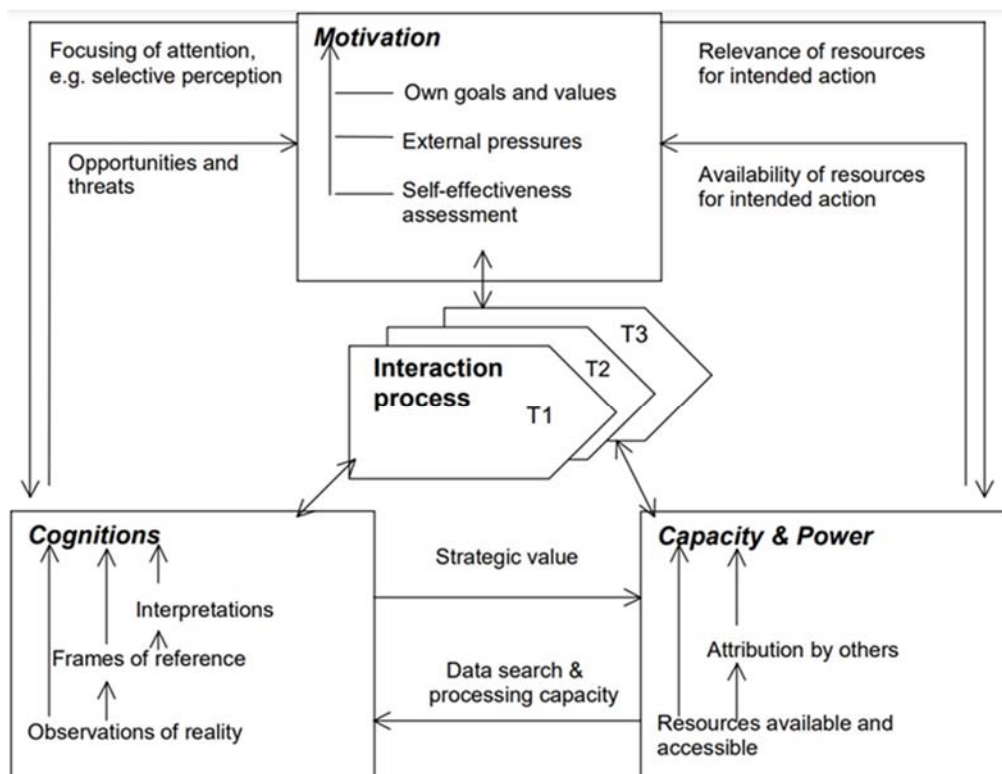 Motivation
Focusing of attention,
e.g. selective perception
Relevance of resources
for intended action
Own goals and values
External pressures
Opportunities and
threats
Self-effectiveness
assessment
Availability of resources
for intended action
T3
T2
Interaction
process
T1
Cognitions
Strategic value
Capacity & Power
Interpretations
Frames of reference
Attribution by others
Data search &
processing capacity
Observations of reality
Resources available and
accessible